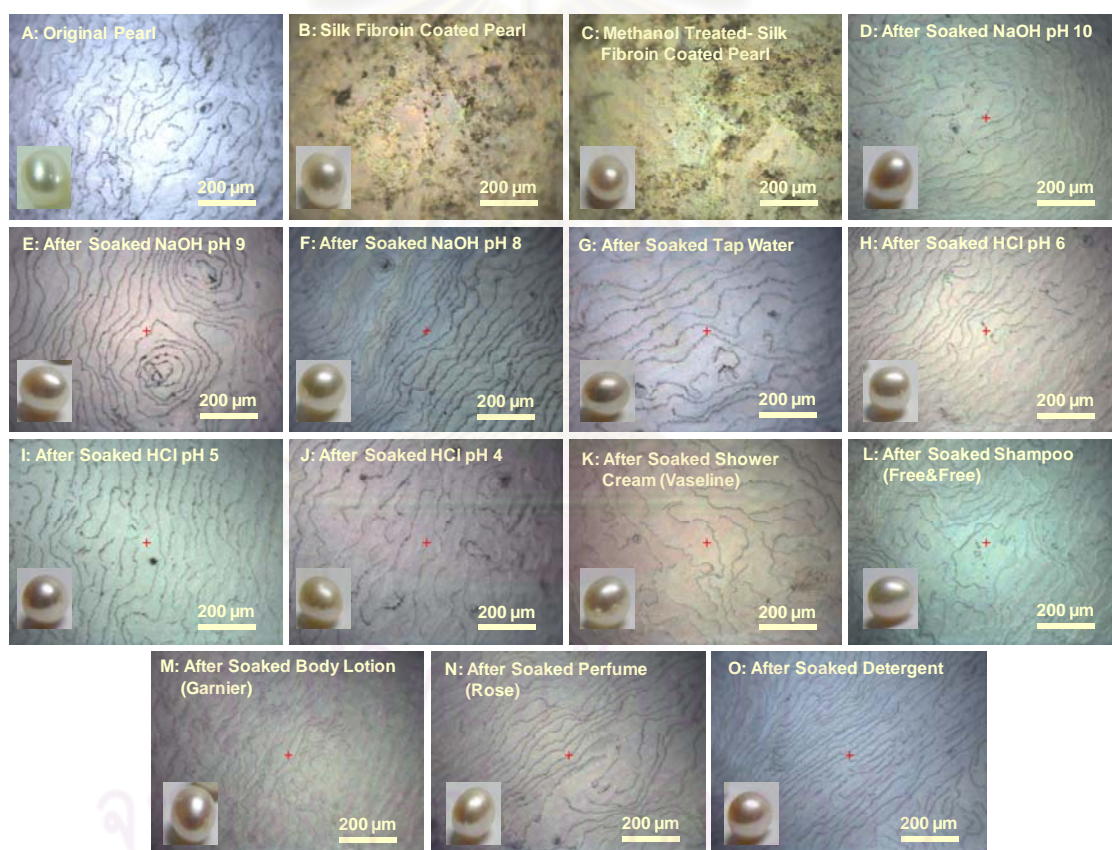 A: Original Pearl
200 µm
B: Silk Fibroin Coated Pearl
200 µm
C: Methanol Treated- Silk
Fibroin Coated Pearl
200 µm
D: After Soaked NaOH pH 10
200 µm
E: After Soaked NaOH pH 9
200 µm
F: After Soaked NaOH pH 8
200 µm
G: After Soaked Tap Water
200 µm
H: After Soaked HCl pH 6
200 µm
I: After Soaked HCl pH 5
200 µm
J: After Soaked HCl pH 4
200 µm
K: After Soaked Shower
Cream (Vaseline)
200 µm
L: After Soaked Shampoo
(Free&Free)
200 µm
M: After Soaked Body Lotion
(Garnier)
200 µm
N: After Soaked Perfume
(Rose)
200 µm
O: After Soaked Detergent
200 µm